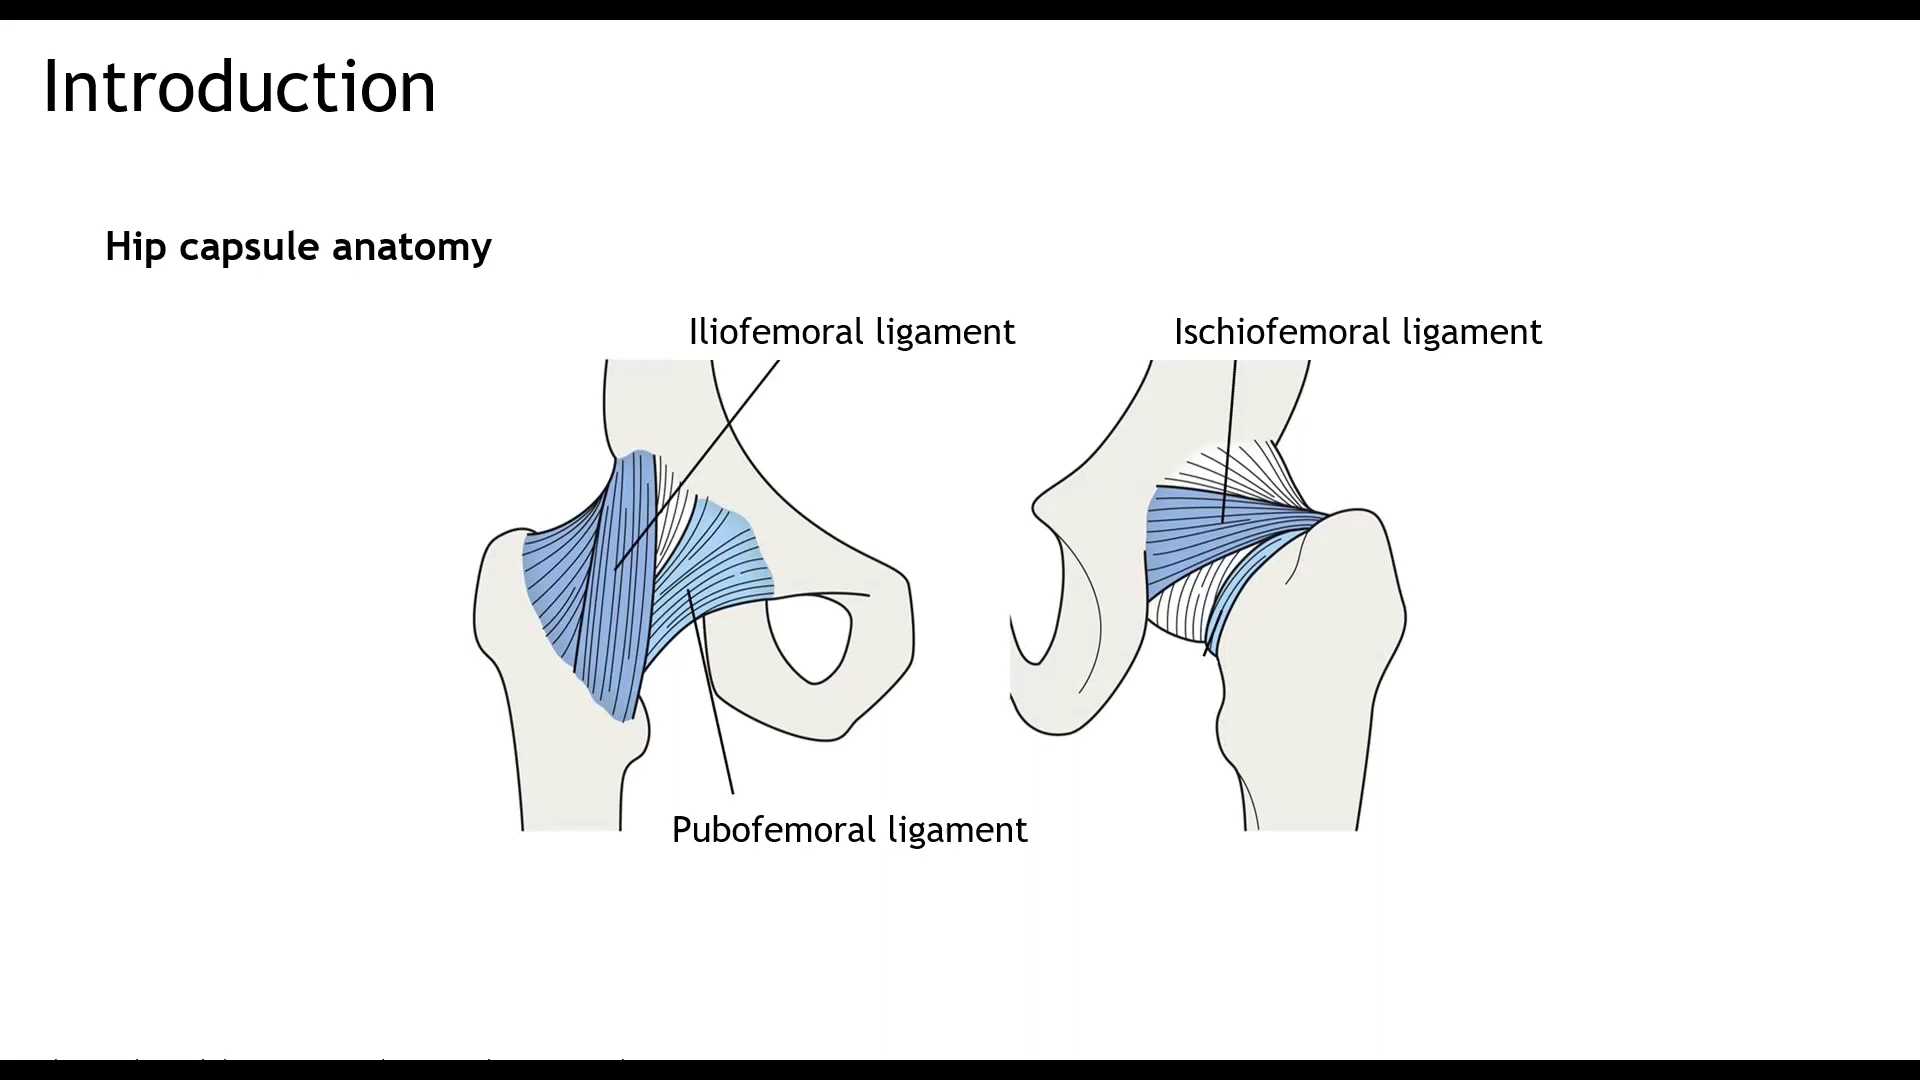 Introduction
Hip capsule anatomy
Iliofemoral ligament
Ischiofemoral ligament
Pubofemoral ligament